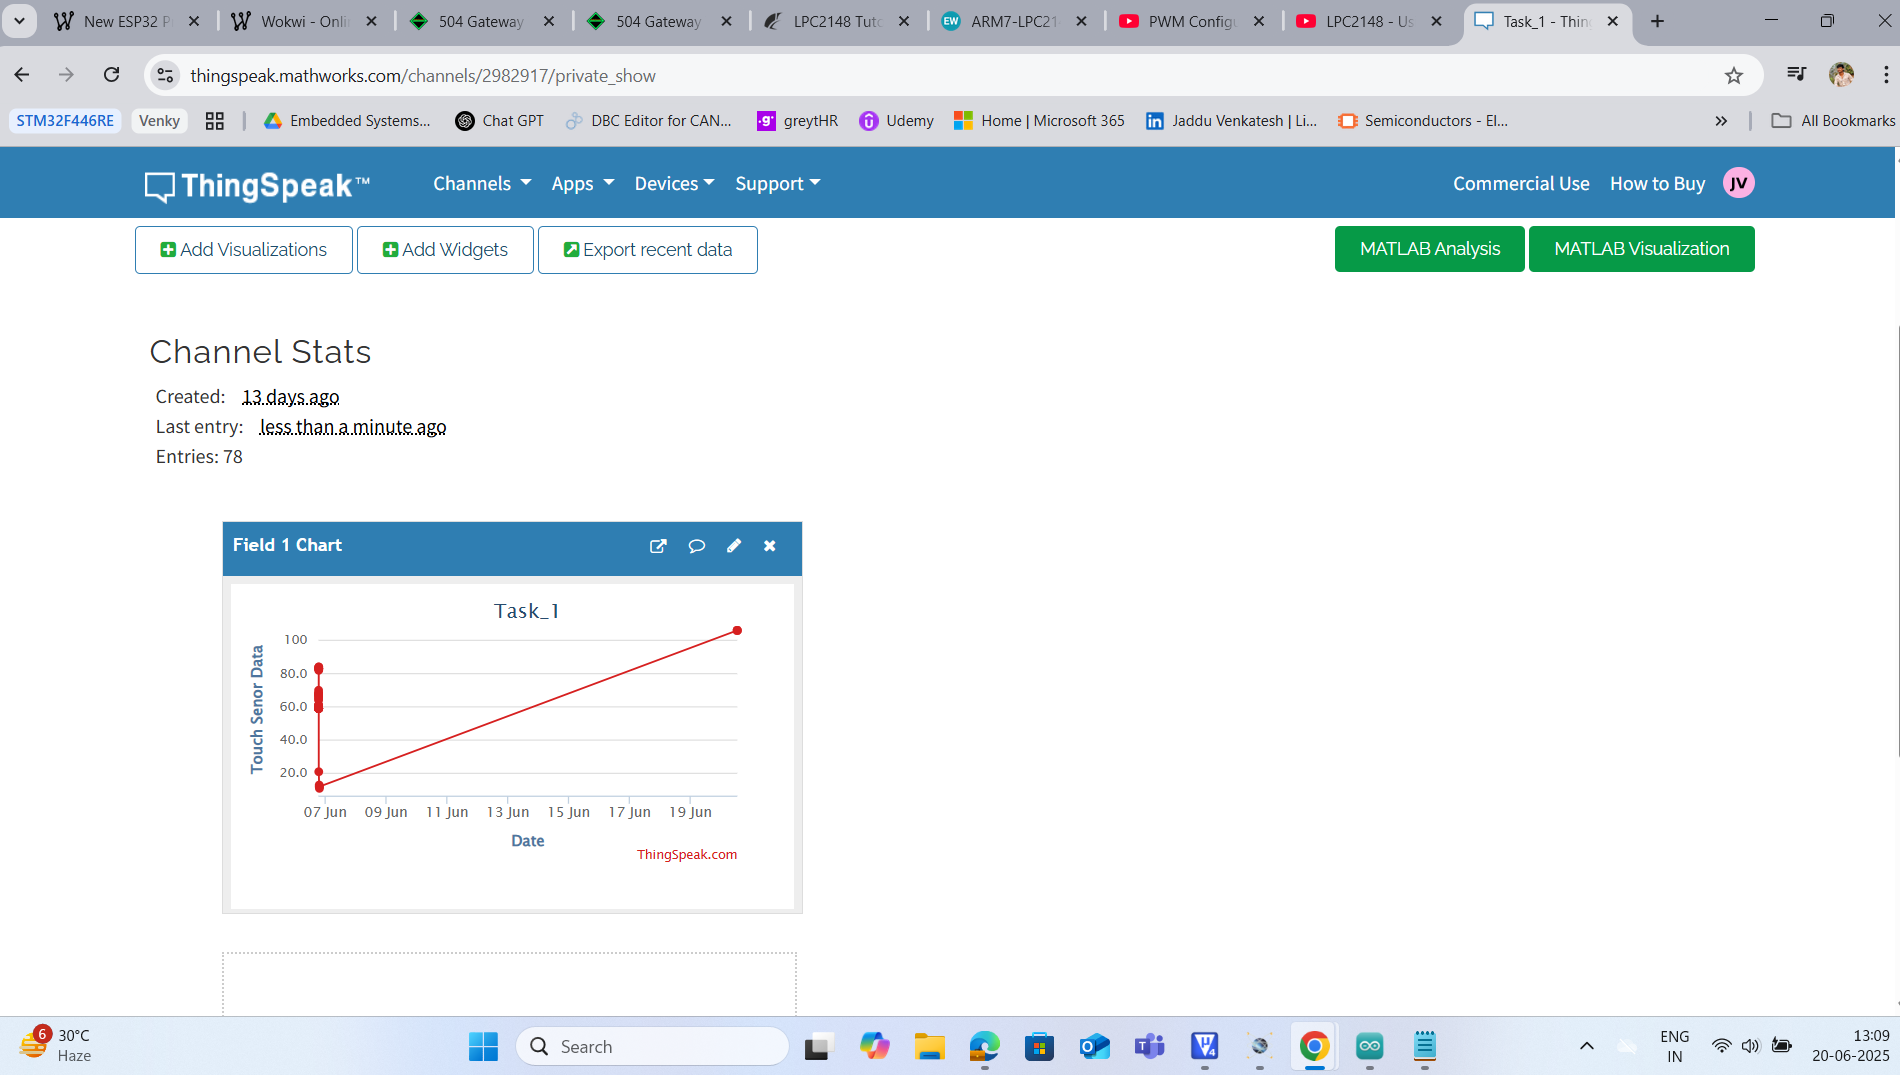 New ESP32 P
Wokwi - Onli
504 Gateway
504 Gateway
LPC2148 Tuto
EW
ARM7-LPC21
PWM Configu
LPC2148 - Us
Task_1 - Thin
thingspeak.mathworks.com/channels/2982917/private_show
STM32F446RE
Venky
Embedded Systems...
Chat GPT
DBC Editor for CAN...
greytHR
Udemy
Home | Microsoft 365
Jaddu Venkatesh | Li...
Semiconductors - El...
All Bookmarks
ThingSpeak™
Channels
Apps
Devices
Support
Commercial Use
How to Buy
JV
Add Visualizations
Add Widgets
Export recent data
MATLAB Analysis
MATLAB Visualization
Channel Stats
Created: 13 days ago
Last entry: less than a minute ago
Entries: 78
Field 1 Chart
Task_1
Touch Senor Data
100
80.0
60.0
40.0
20.0
07 Jun
09 Jun
11 Jun
13 Jun
15 Jun
17 Jun
19 Jun
Date
ThingSpeak.com
6
30°C
Haze
Search
ENG
IN
13:09
20-06-2025